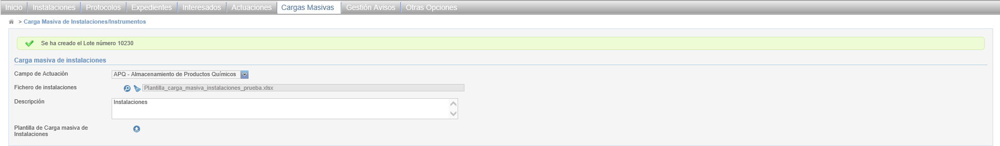 Inicio Instalaciones Protocolos Expedientes Interesados Actuaciones Cargas Masivas Gestión Avisos Otras Opciones
> Carga Masiva de Instalaciones/Instrumentos
Se ha creado el Lote número 10230
Carga masiva de instalaciones
Campo de Actuación APQ - Almacenamiento de Productos Químicos
Fichero de instalaciones Plantilla_carga_masiva_instalaciones_prueba.xlsx
Descripción Instalaciones
Plantilla de Carga masiva de
Instalaciones